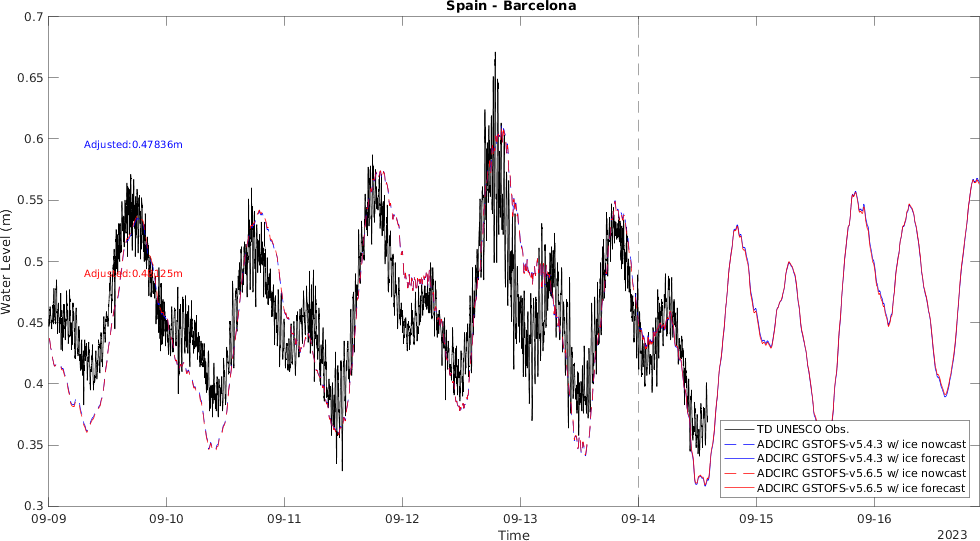 Spain - Barcelona
0.7
0.65
0.6
0.55
0.5
0.45
0.4
0.35
0.3
Water Level (m)
Adjusted:0.47836m
09-09
09-10
09-11
09-12
09-13
09-14
09-15
09-16
Time
2023
TD UNESCO Obs.
ADCIRC GSTOFS-v5.4.3 w/ ice nowcast
ADCIRC GSTOFS-v5.4.3 w/ ice forecast
ADCIRC GSTOFS-v5.6.5 w/ ice nowcast
ADCIRC GSTOFS-v5.6.5 w/ ice forecast